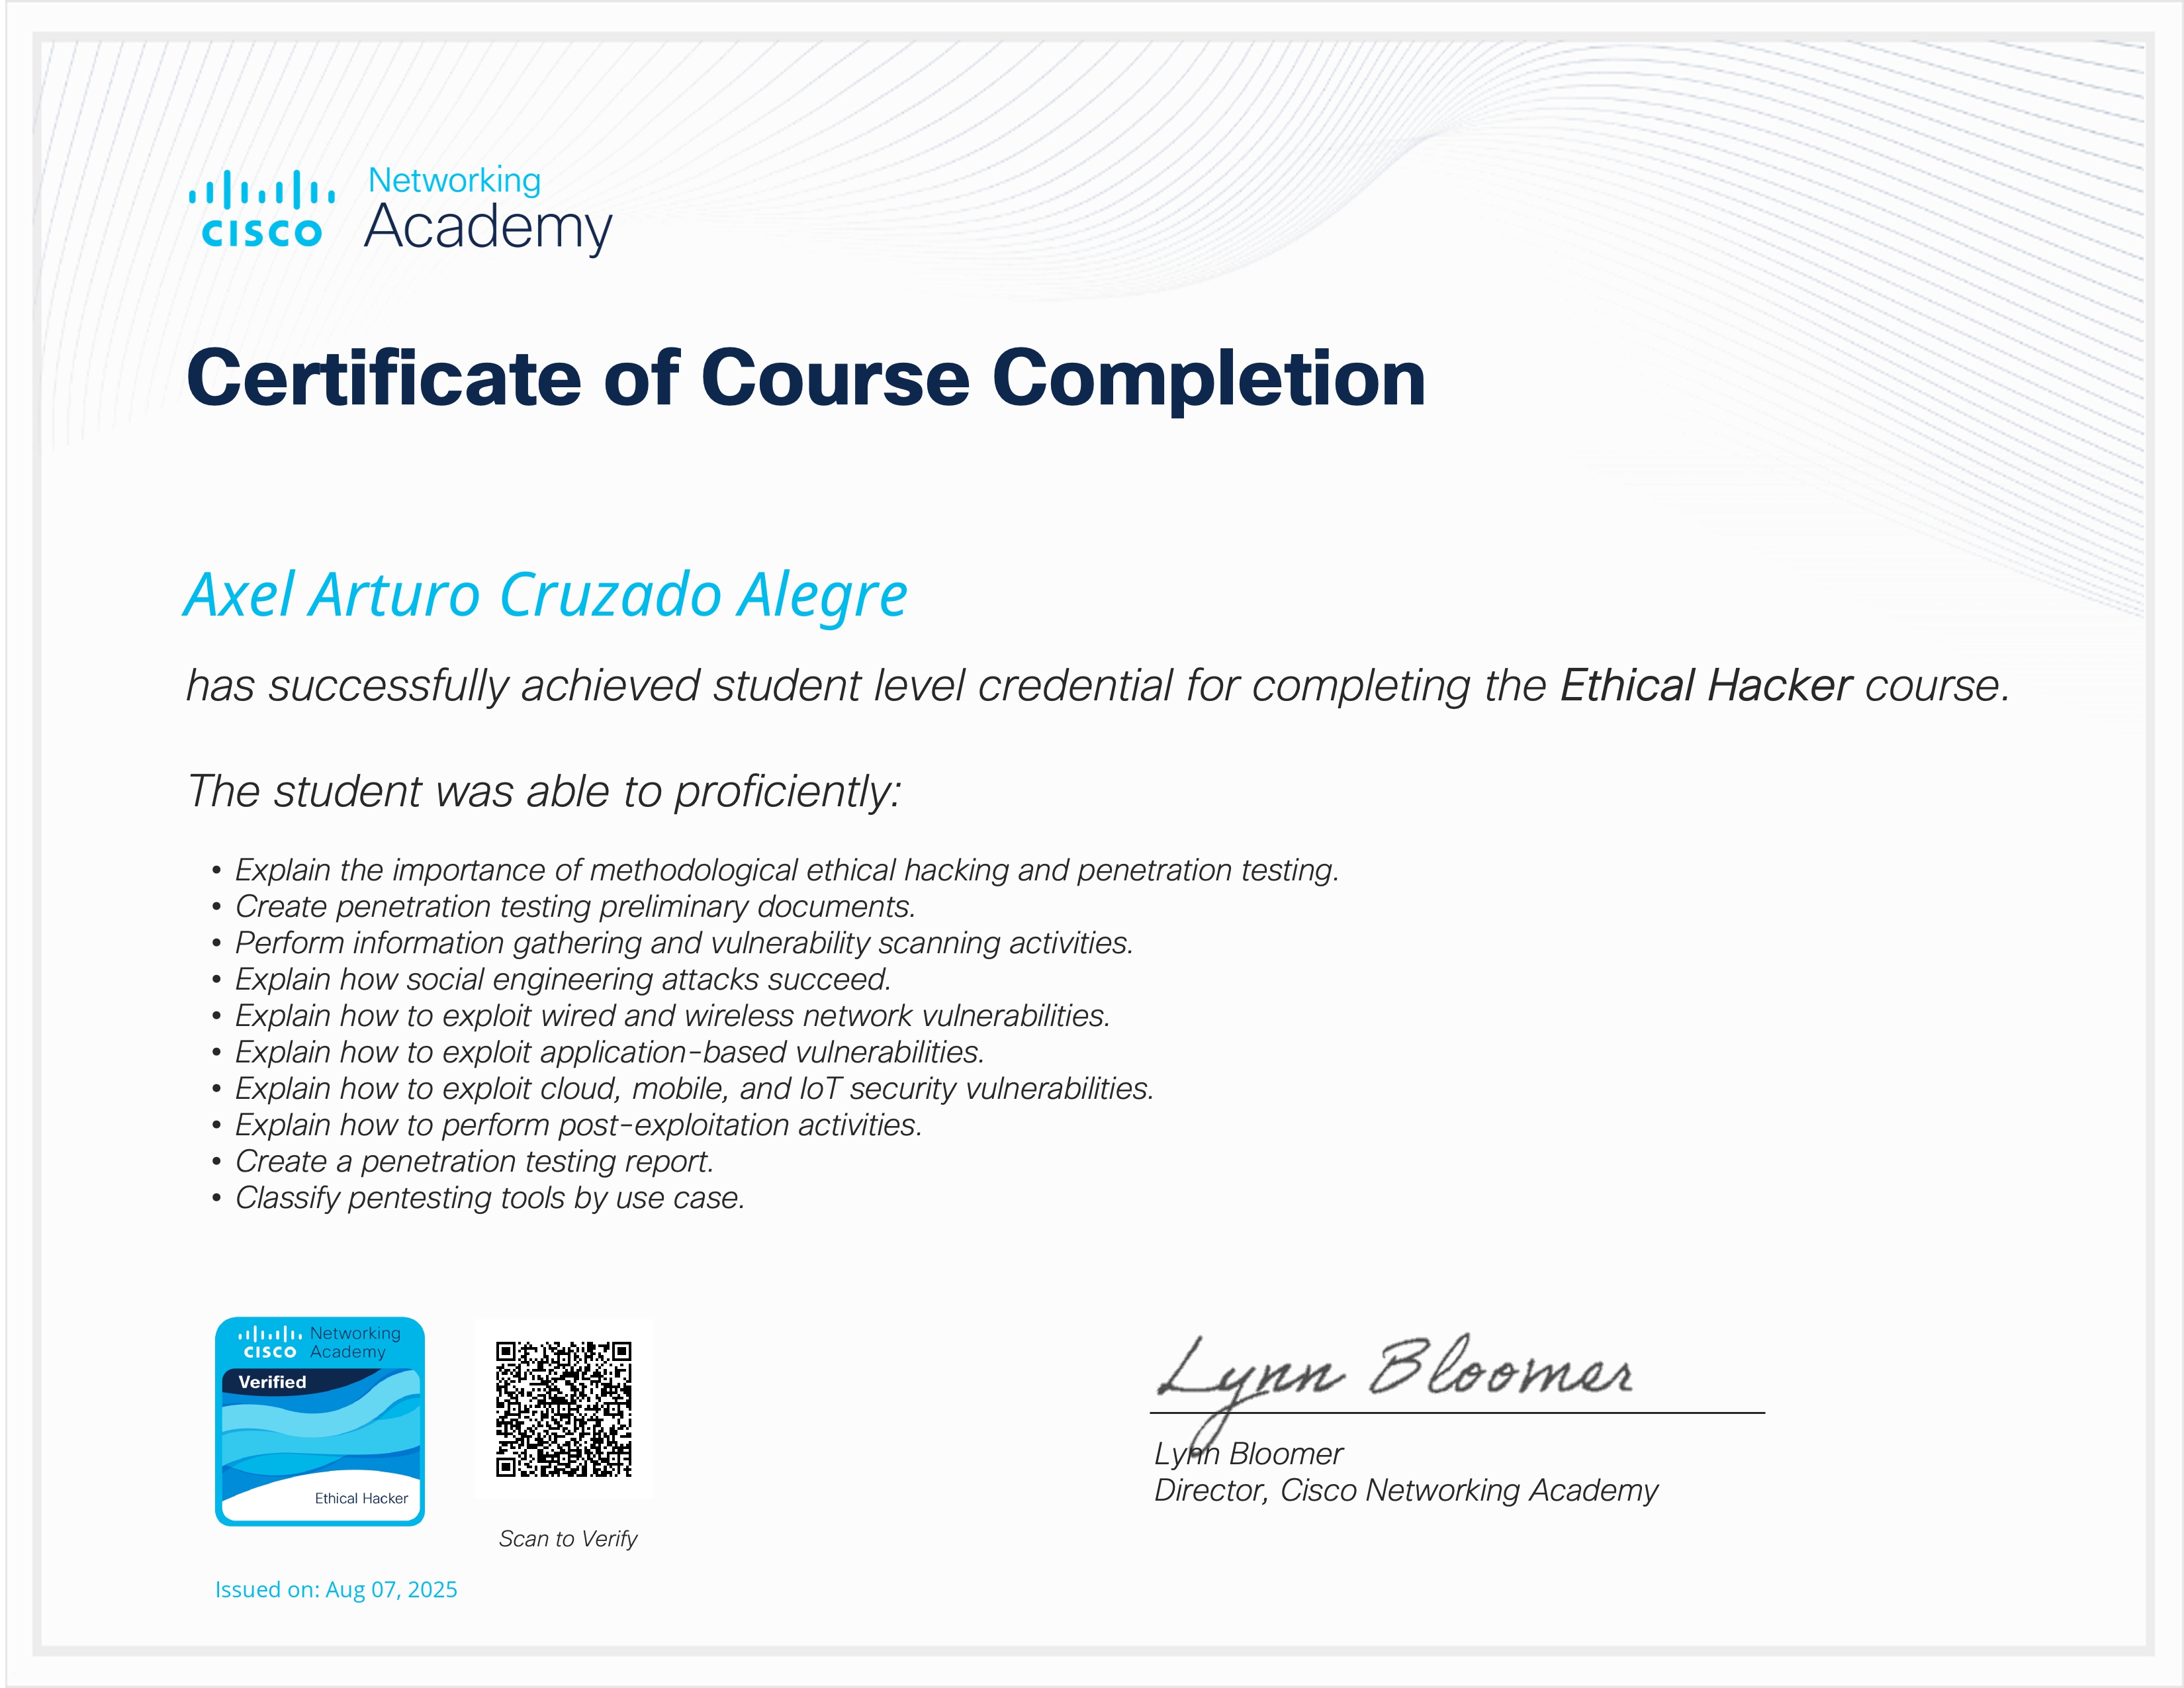 Networking
cisco Academy
Certificate of Course Completion
Axel Arturo Cruzado Alegre
has successfully achieved student level credential for completing the Ethical Hacker course.
The student was able to proficiently:
• Explain the importance of methodological ethical hacking and penetration testing.
• Create penetration testing preliminary documents.
• Perform information gathering and vulnerability scanning activities.
• Explain how social engineering attacks succeed.
• Explain how to exploit wired and wireless network vulnerabilities.
• Explain how to exploit application-based vulnerabilities.
• Explain how to exploit cloud, mobile, and IoT security vulnerabilities.
• Explain how to perform post-exploitation activities.
• Create a penetration testing report.
• Classify pentesting tools by use case.
Networking
cisco Academy
Verified
Ethical Hacker
Scan to Verify
Issued on: Aug 07, 2025
Lynn Bloomer
Lynn Bloomer
Director, Cisco Networking Academy